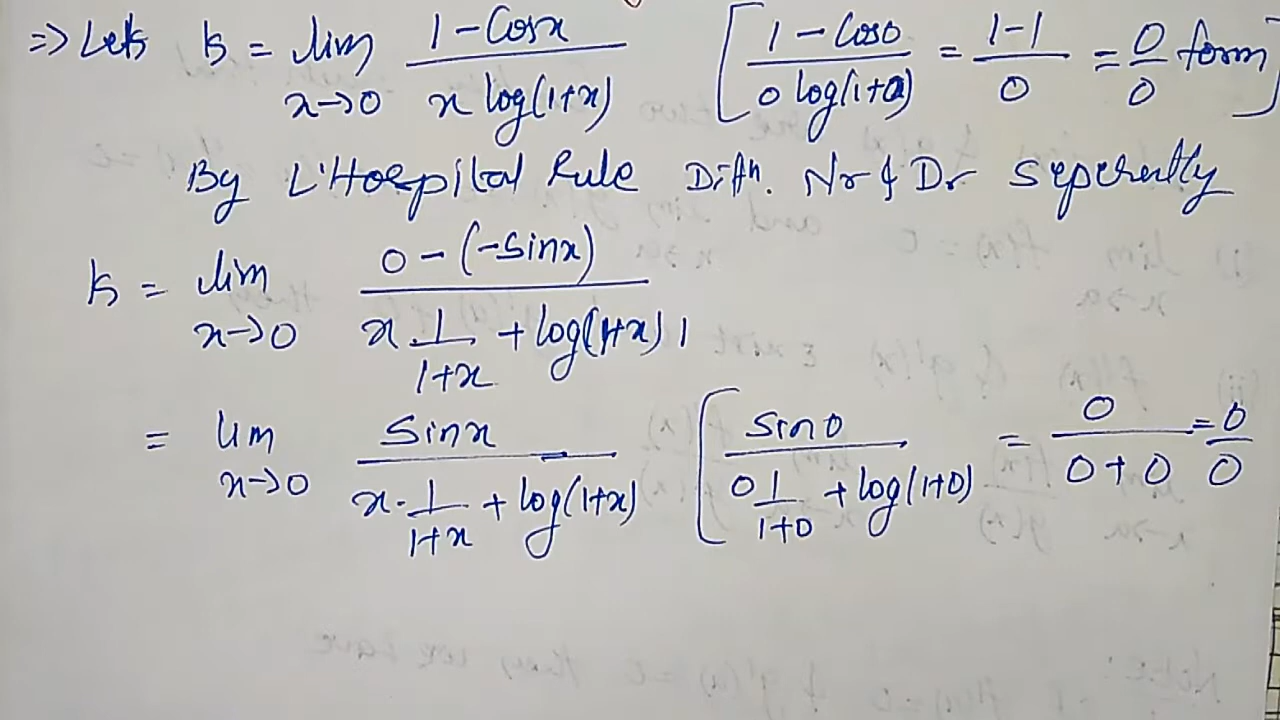 => Lets k = lim x→0 (1 - Cosx) / (x log(1+x)) [ (1 - Cos0) / (0 log(1+0)) = (1-1) / 0 = 0/0 form ]
By L'Hospital Rule Diffn. Nr & Dr Seperently
k = lim x→0 (0 - (-Sinx)) / (x . 1/(1+x) + log(1+x) 1)
= lim x→0 Sinx / (x . 1/(1+x) + log(1+x)) [ Sin0 / (0 1/(1+0) + log(1+0)) = 0 / (0+0) = 0/0